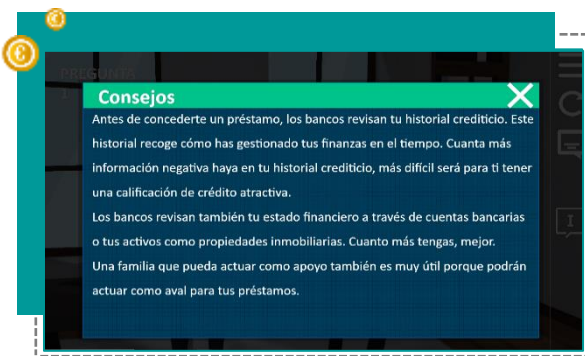 PREGUNTA
1
Consejos
Antes de concederte un préstamo, los bancos revisan tu historial crediticio. Este
historial recoge cómo has gestionado tus finanzas en el tiempo. Cuanta más
información negativa haya en tu historial crediticio, más difícil será para ti tener
una calificación de crédito atractiva.
Los bancos revisan también tu estado financiero a través de cuentas bancarias
o tus activos como propiedades inmobiliarias. Cuanto más tengas, mejor.
Una familia que pueda actuar como apoyo también es muy útil porque podrán
actuar como aval para tus préstamos.